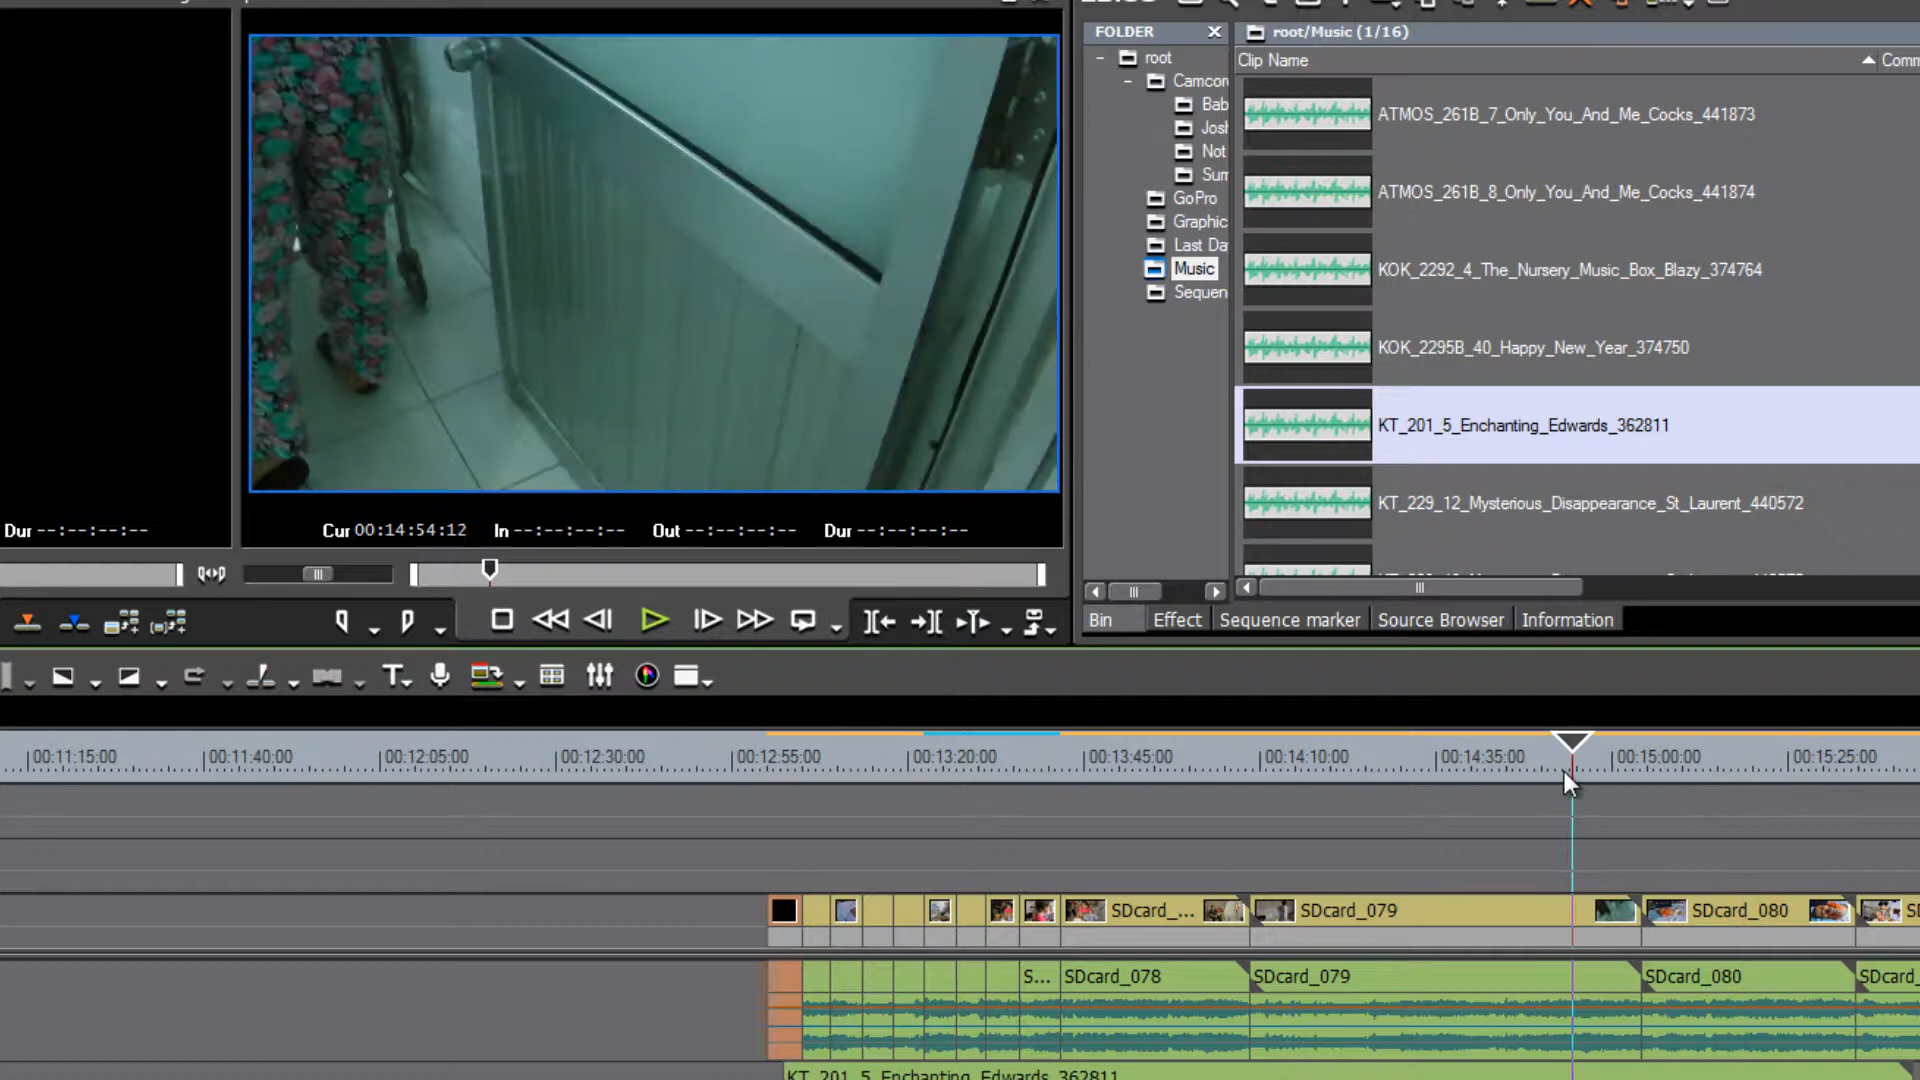 FOLDER
root/Music (1/16)
root
Clip Name
Comm
Camcor
ATMOS_261B_7_Only_You_And_Me_Cocks_441873
Bab
Josh
Not
Sum
ATMOS_261B_8_Only_You_And_Me_Cocks_441874
GoPro
Graphic
Last Da
Music
KOK_2292_4_The_Nursery_Music_Box_Blazy_374764
Sequen
KOK_2295B_40_Happy_New_Year_374750
KT_201_5_Enchanting_Edwards_362811
KT_229_12_Mysterious_Disappearance_St_Laurent_440572
Dur --:--:--:-- Cur 00:14:54:12 In --:--:--:-- Out --:--:--:-- Dur --:--:--:--
Bin Effect Sequence marker Source Browser Information
00:11:15:00 00:11:40:00 00:12:05:00 00:12:30:00 00:12:55:00 00:13:20:00 00:13:45:00 00:14:10:00 00:14:35:00 00:15:00:00 00:15:25:00
SDcard_... SDcard_079 SDcard_080 SD
S... SDcard_078 SDcard_079 SDcard_080 SDcard_
KT_201_5_Enchanting_Edwards_362811